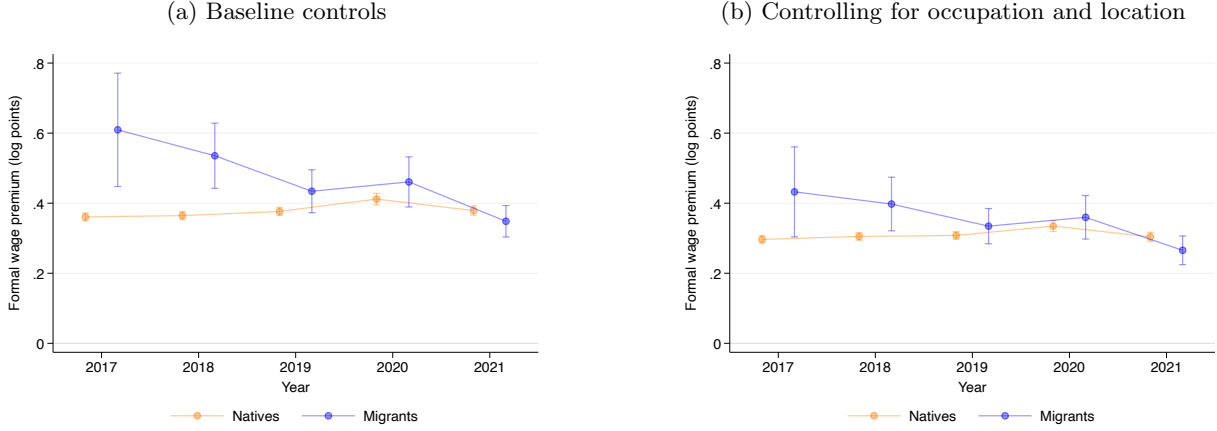 (a) Baseline controls
Formal wage premium (log points)
.8
.6
.4
.2
0
2017 2018 2019 2020 2021
Year
Natives Migrants
(b) Controlling for occupation and location
Formal wage premium (log points)
.8
.6
.4
.2
0
2017 2018 2019 2020 2021
Year
Natives Migrants